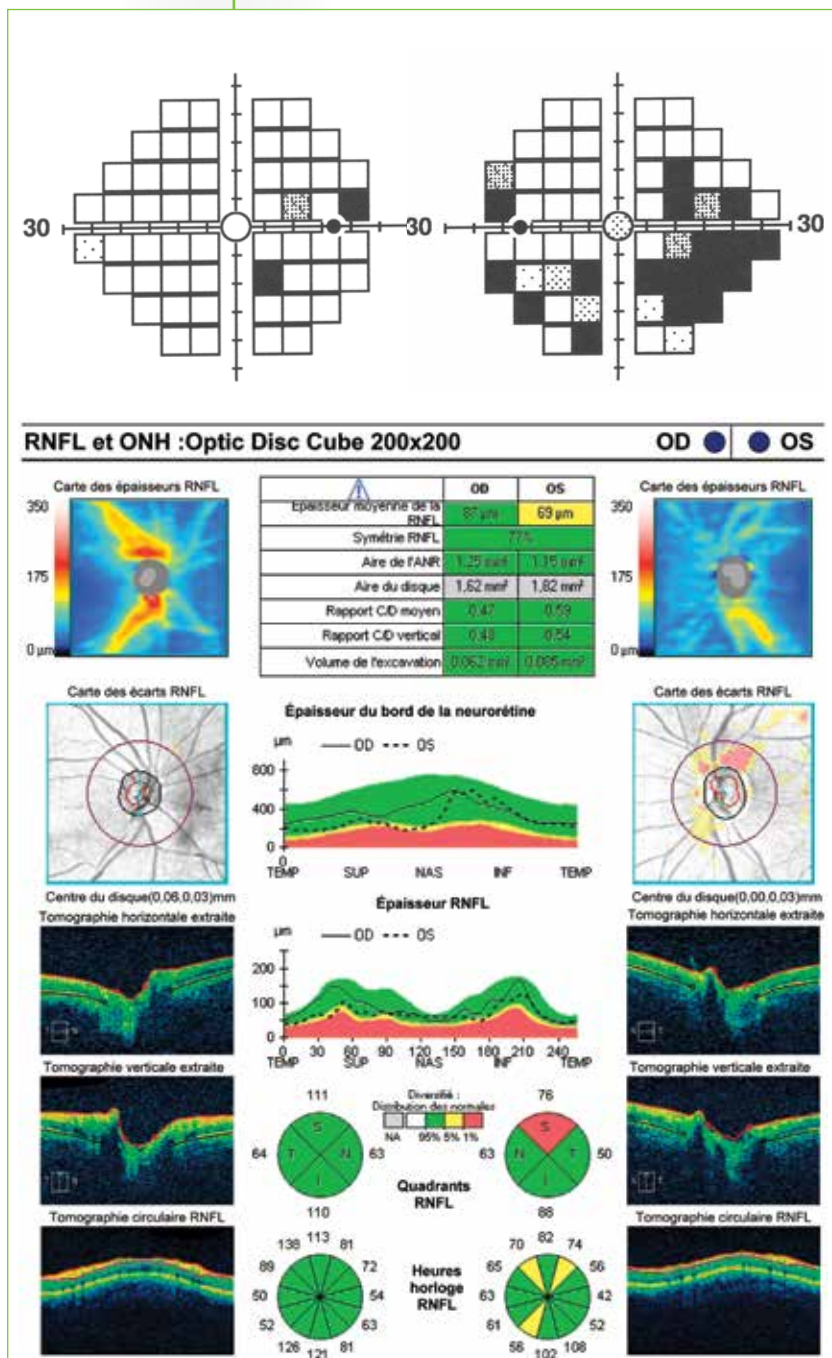 30 30 30
RNFL et ONH :Optic Disc Cube 200x200 OD OS
Carte des épaisseurs RNFL
350
175
0 µm
OD OS
Epaisseur moyenne de la RNFL 87 µm 69 µm
Symétrie RNFL 77%
Aire de l'ANR 1,25 mm² 1,15 mm²
Aire du disque 1,62 mm² 1,82 mm²
Rapport C/D moyen 0,47 0,59
Rapport C/D vertical 0,43 0,54
Volume de l'excavation 0,062 mm³ 0,085 mm³
Carte des épaisseurs RNFL
350
175
0 µm
Carte des écarts RNFL
Centre du disque(0,06,0,03)mm
Épaisseur du bord de la neurorétine
µm OD OS
800
400
0
0
TEMP SUP NAS INF TEMP
Carte des écarts RNFL
Centre du disque(0,00,0,03)mm
Tomographie horizontale extraite
Épaisseur RNFL
µm OD OS
200
100
0
0 30 60 90 120 150 180 210 240
TEMP SUP NAS INF TEMP
Tomographie horizontale extraite
Tomographie verticale extraite
111
S
64 T N 63
I
110
Diversifié :
Distribution des normales
NA 95% 5% 1%
Quadrants
RNFL
76
S
63 N T 50
I
88
Tomographie verticale extraite
Tomographie circulaire RNFL
113
138 81
89 72
50 54
52 63
126 81
121
Heures
horloge
RNFL
82
70 74
65 56
63 42
61 52
56 108
102
Tomographie circulaire RNFL